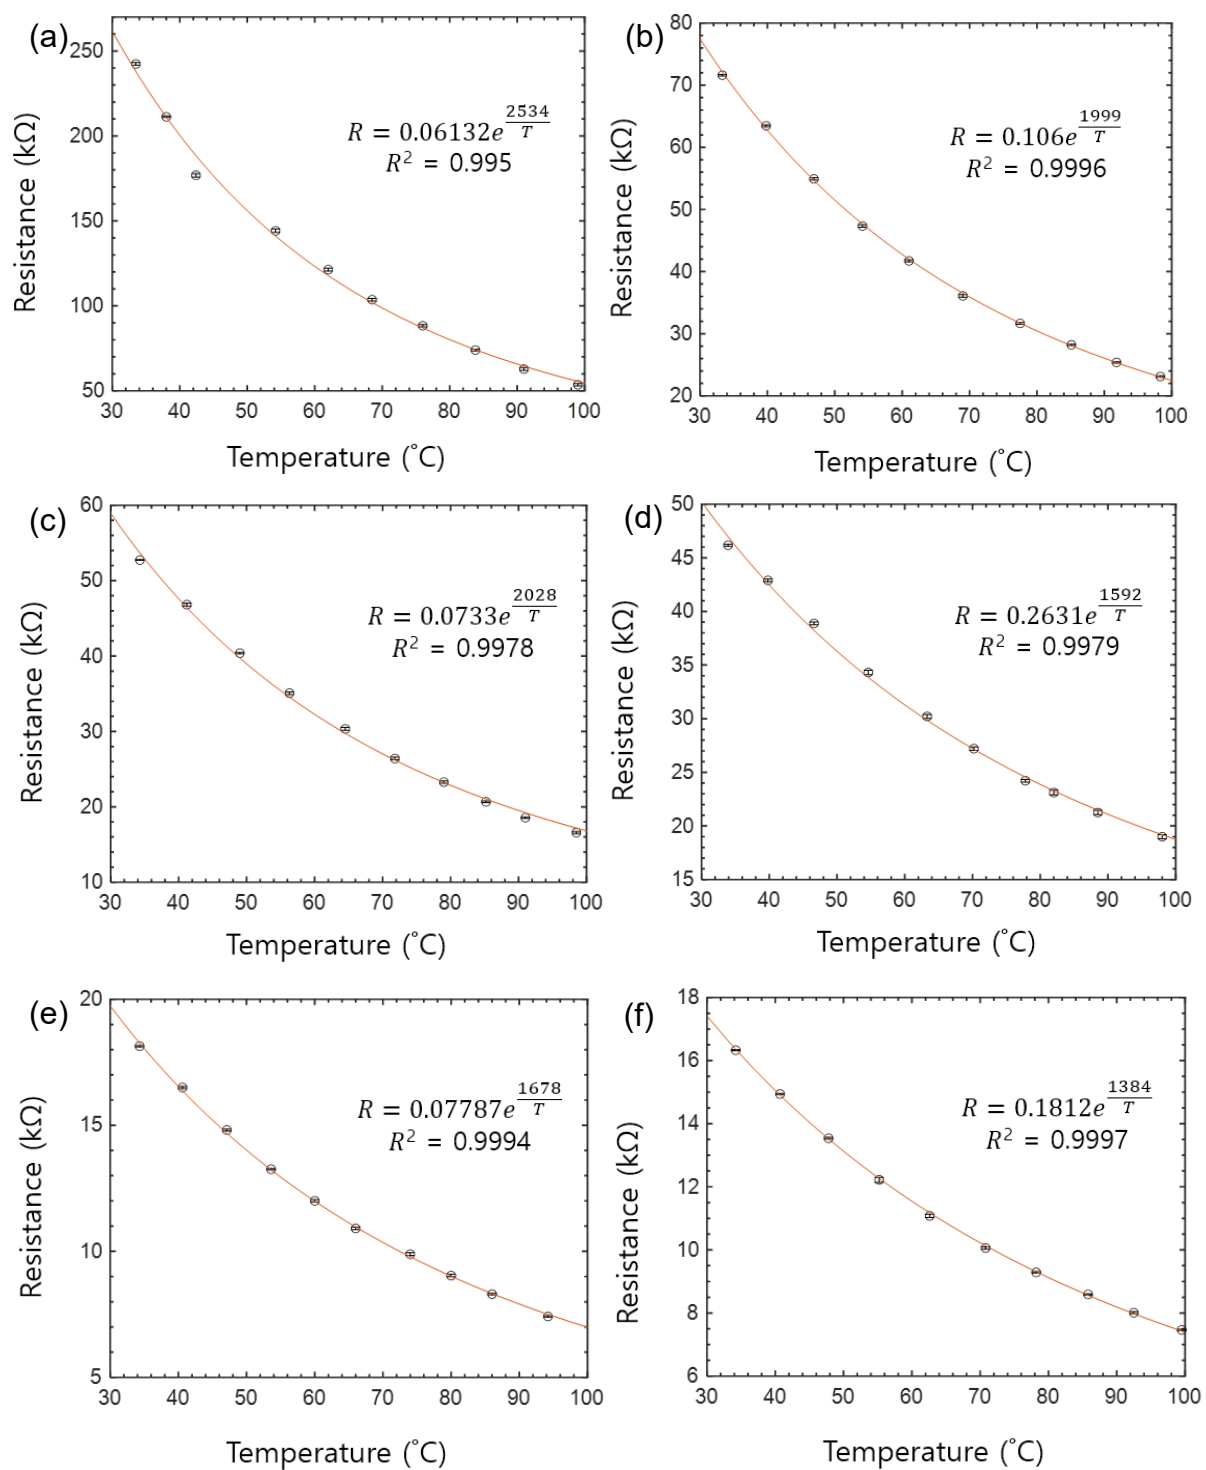 (a)
250
200
150
100
50
30 40 50 60 70 80 90 100
Resistance (kΩ)
Temperature (°C)
R = 0.06132e^(2534/T)
R² = 0.995
(b)
80
70
60
50
40
30
20
30 40 50 60 70 80 90 100
Resistance (kΩ)
Temperature (°C)
R = 0.106e^(1999/T)
R² = 0.9996
(c)
60
50
40
30
20
10
30 40 50 60 70 80 90 100
Resistance (kΩ)
Temperature (°C)
R = 0.0733e^(2028/T)
R² = 0.9978
(d)
50
45
40
35
30
25
20
15
30 40 50 60 70 80 90 100
Resistance (kΩ)
Temperature (°C)
R = 0.2631e^(1592/T)
R² = 0.9979
(e)
20
15
10
5
30 40 50 60 70 80 90 100
Resistance (kΩ)
Temperature (°C)
R = 0.07787e^(1678/T)
R² = 0.9994
(f)
18
16
14
12
10
8
6
30 40 50 60 70 80 90 100
Resistance (kΩ)
Temperature (°C)
R = 0.1812e^(1384/T)
R² = 0.9997